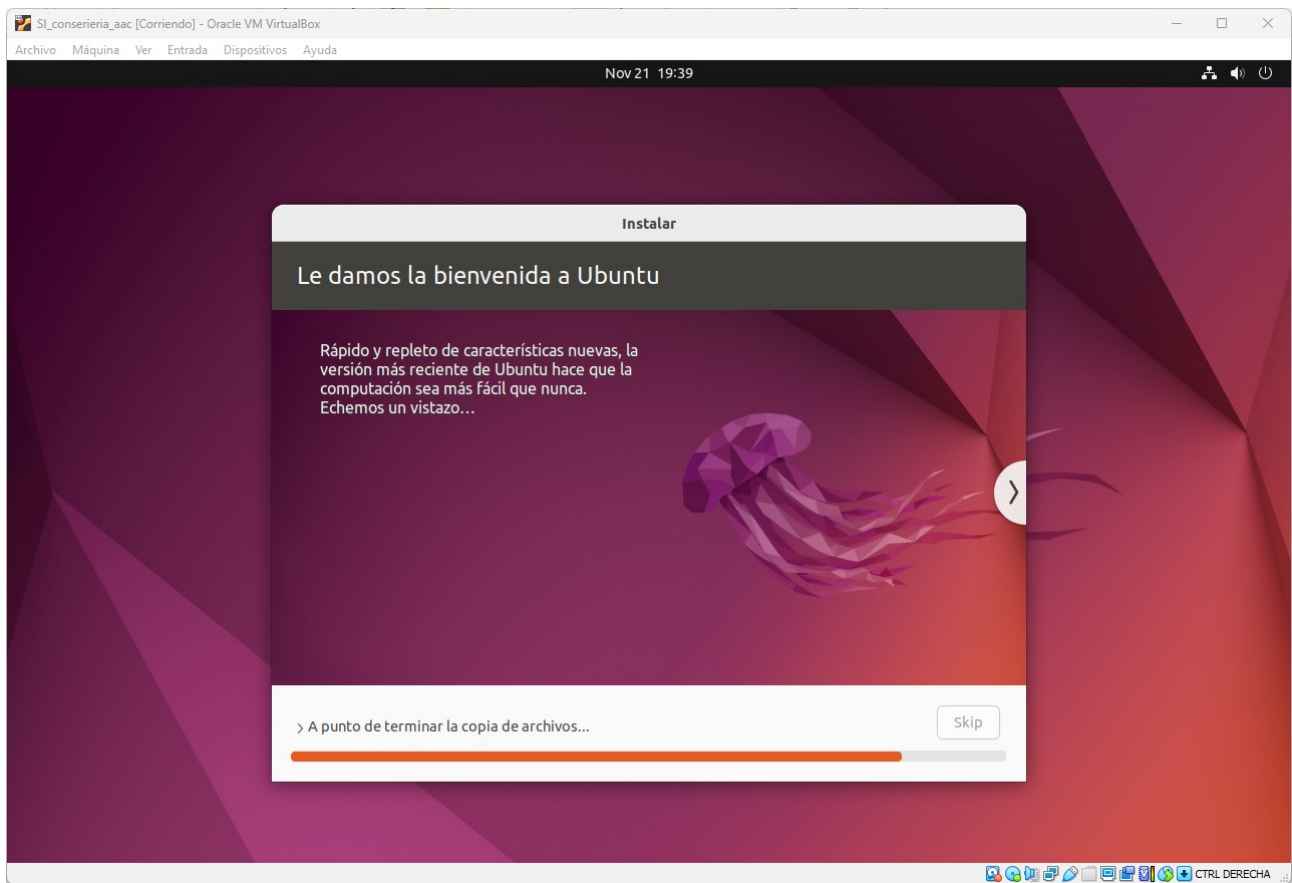 SI_conserieria_aac [Corriendo] - Oracle VM VirtualBox
Archivo Máquina Ver Entrada Dispositivos Ayuda
Nov 21 19:39
Instalar
Le damos la bienvenida a Ubuntu
Rápido y repleto de características nuevas, la
versión más reciente de Ubuntu hace que la
computación sea más fácil que nunca.
Echemos un vistazo...
> A punto de terminar la copia de archivos...
Skip
CTRL DERECHA